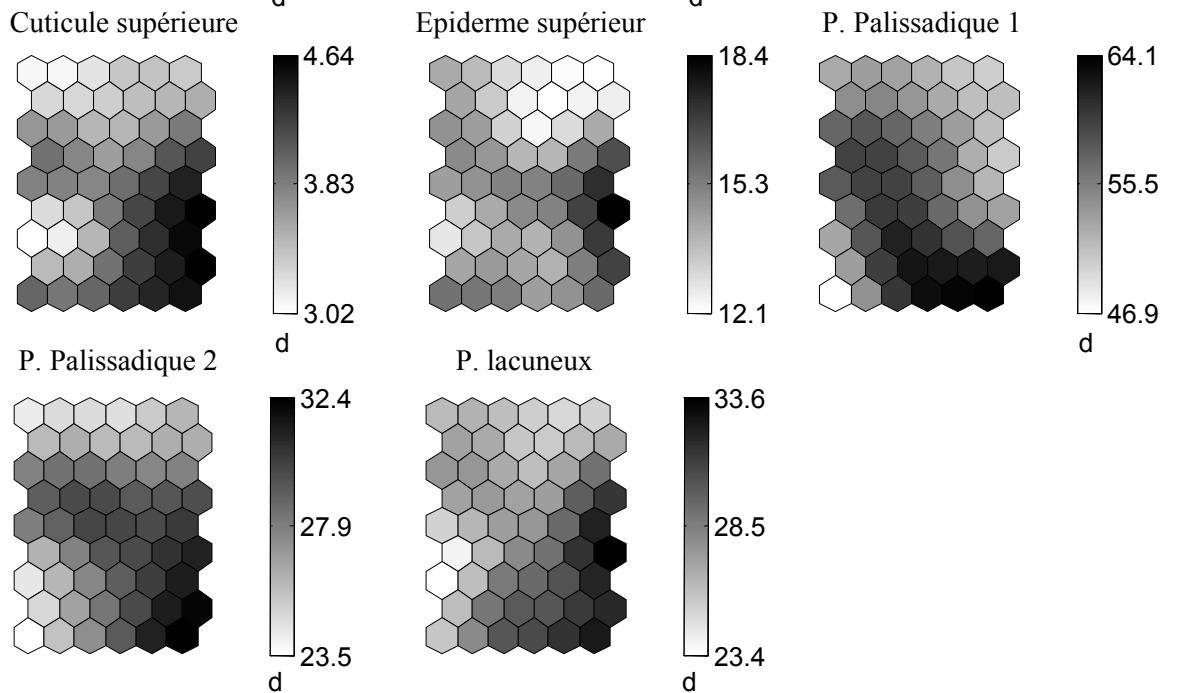 d d
Cuticule supérieure Epiderme supérieur P. Palissadique 1
4.64 18.4 64.1
3.83 15.3 55.5
3.02 12.1 46.9
d d
P. Palissadique 2 P. lacuneux
32.4 33.6
27.9 28.5
23.5 23.4
d d